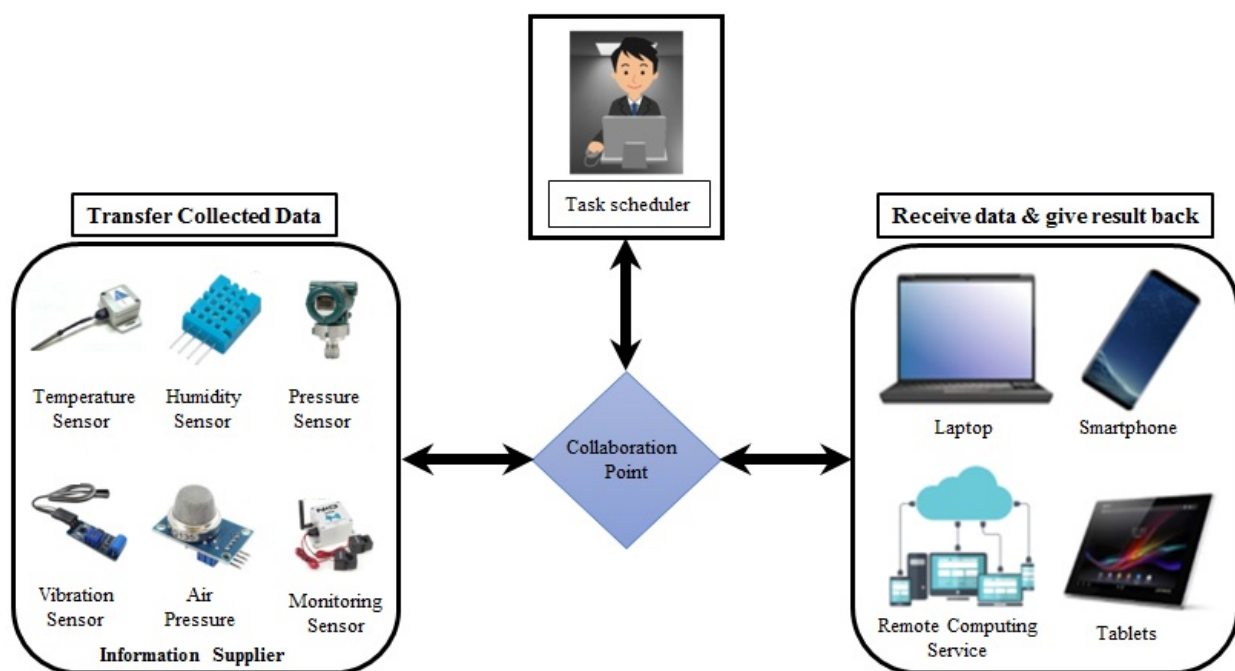 Task scheduler
Transfer Collected Data
Receive data & give result back
Temperature
Sensor
Humidity
Sensor
Pressure
Sensor
Laptop
Smartphone
Collaboration
Point
Vibration
Sensor
Air
Pressure
Monitoring
Sensor
Information Supplier
Remote Computing
Service
Tablets